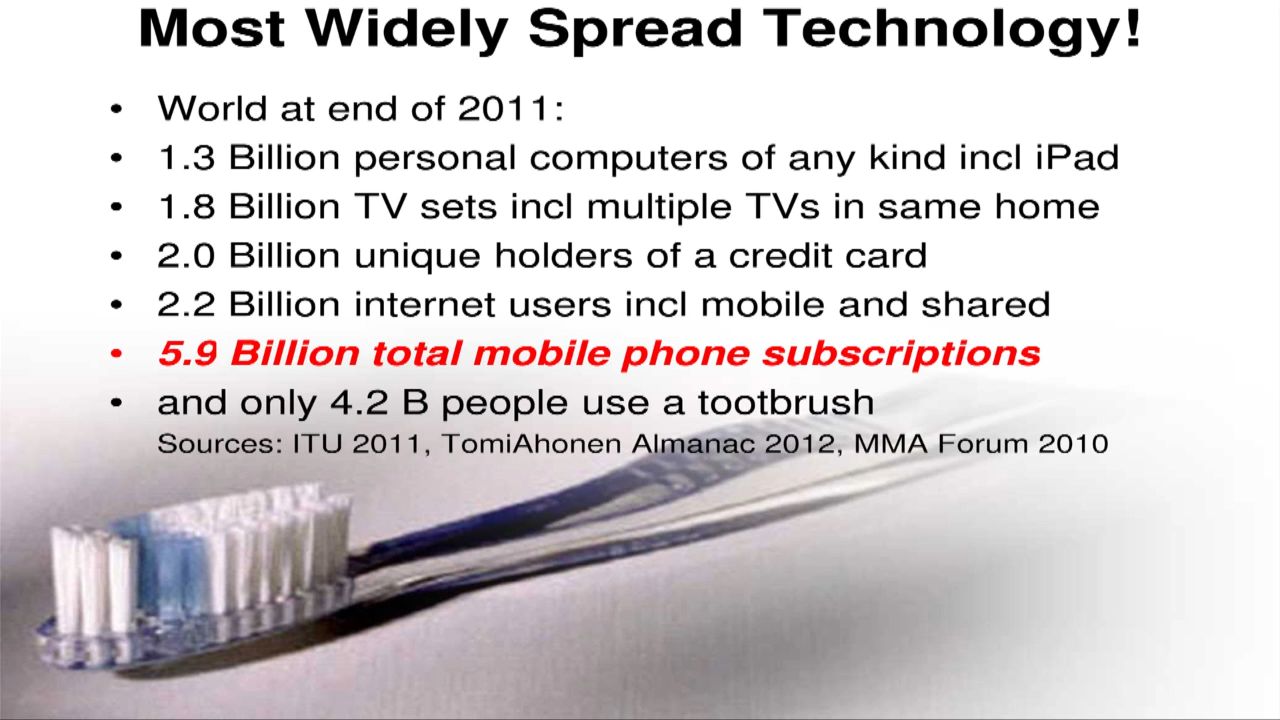 Most Widely Spread Technology!
• World at end of 2011:
• 1.3 Billion personal computers of any kind incl iPad
• 1.8 Billion TV sets incl multiple TVs in same home
• 2.0 Billion unique holders of a credit card
• 2.2 Billion internet users incl mobile and shared
• 5.9 Billion total mobile phone subscriptions
• and only 4.2 B people use a tootbrush
Sources: ITU 2011, TomiAhonen Almanac 2012, MMA Forum 2010